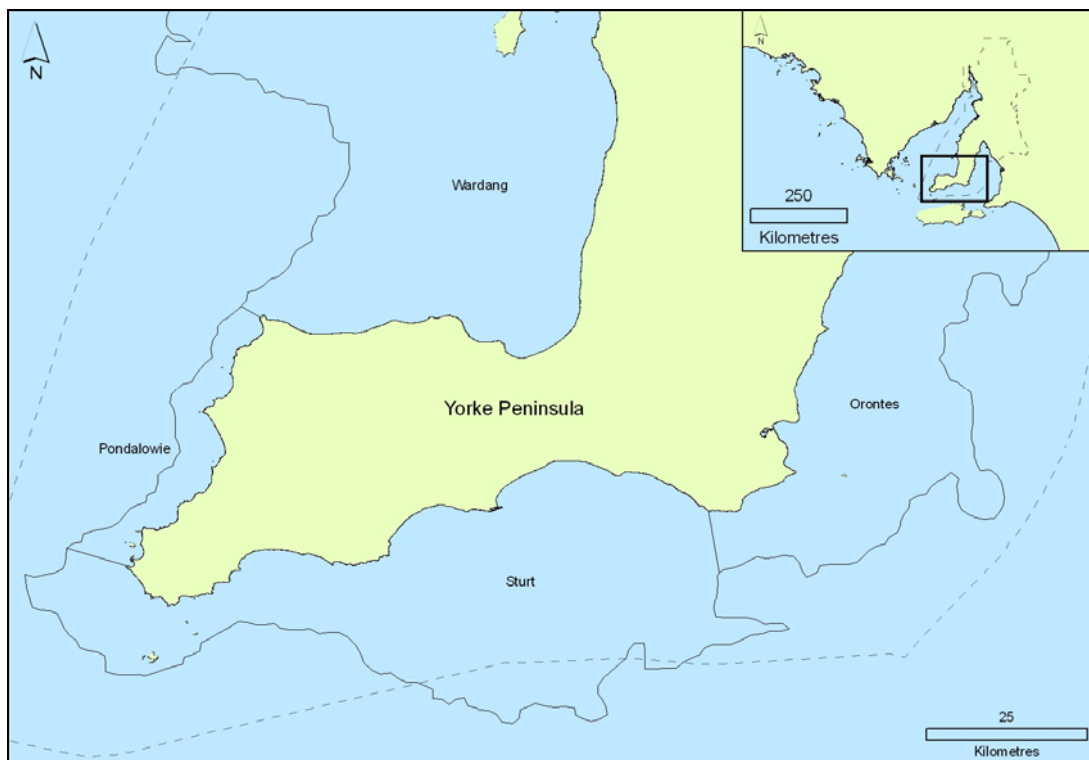 N
N
250
Kilometres
Wardang
Yorke Peninsula
Orontes
Pondalowie
Sturt
25
Kilometres